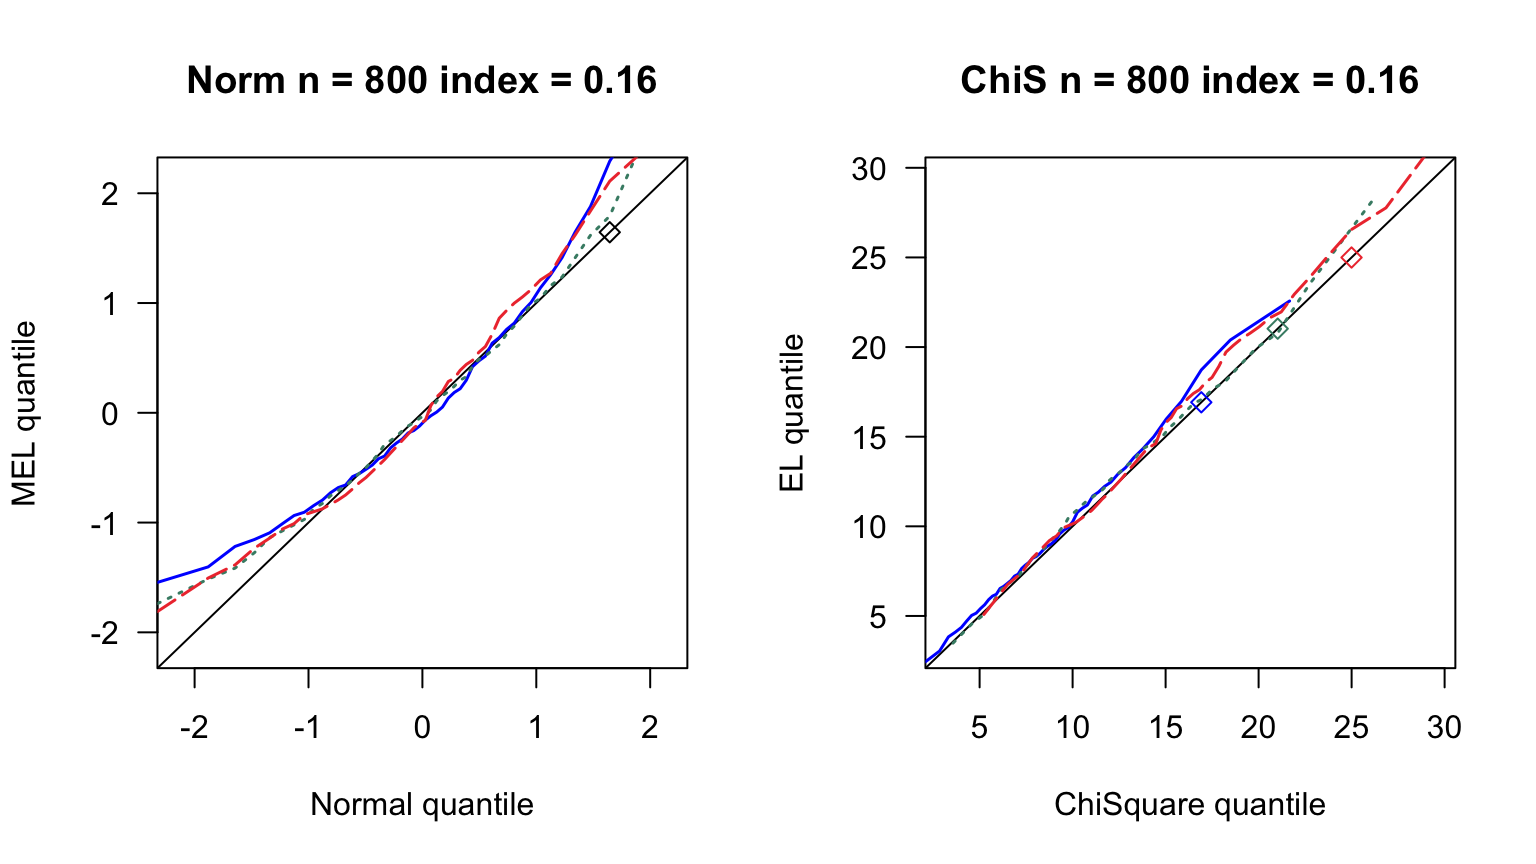 Norm n = 800 index = 0.16
MEL quantile
2
1
0
-1
-2
-2 -1 0 1 2
Normal quantile
ChiS n = 800 index = 0.16
EL quantile
30
25
20
15
10
5
5 10 15 20 25 30
ChiSquare quantile